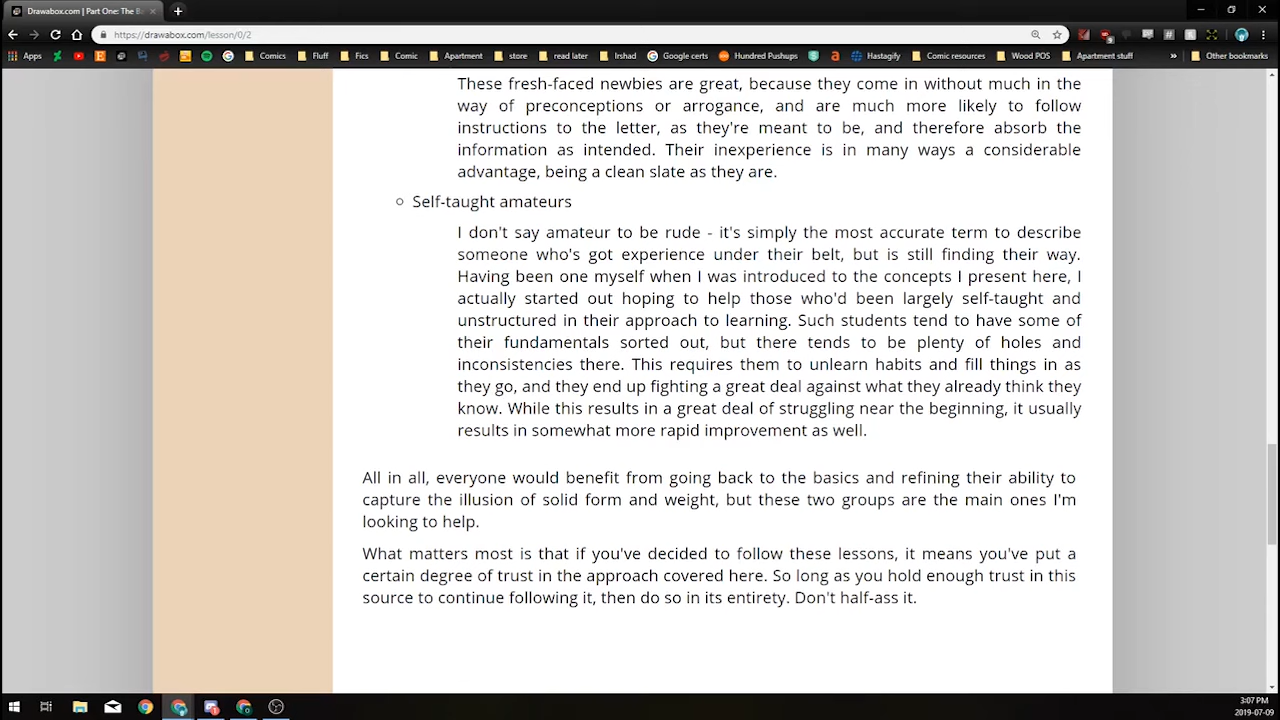 Drawabox.com | Part One: The Ba
https://drawabox.com/lesson/0/2
Apps
Comics
Fluff
Fics
Comic
Apartment
store
read later
Irshad
Google certs
Hundred Pushups
Hastagify
Comic resources
Wood POS
Apartment stuff
»
Other bookmarks
These fresh-faced newbies are great, because they come in without much in the
way of preconceptions or arrogance, and are much more likely to follow
instructions to the letter, as they're meant to be, and therefore absorb the
information as intended. Their inexperience is in many ways a considerable
advantage, being a clean slate as they are.
Self-taught amateurs
I don't say amateur to be rude - it's simply the most accurate term to describe
someone who's got experience under their belt, but is still finding their way.
Having been one myself when I was introduced to the concepts I present here, I
actually started out hoping to help those who'd been largely self-taught and
unstructured in their approach to learning. Such students tend to have some of
their fundamentals sorted out, but there tends to be plenty of holes and
inconsistencies there. This requires them to unlearn habits and fill things in as
they go, and they end up fighting a great deal against what they already think they
know. While this results in a great deal of struggling near the beginning, it usually
results in somewhat more rapid improvement as well.
All in all, everyone would benefit from going back to the basics and refining their ability to
capture the illusion of solid form and weight, but these two groups are the main ones I'm
looking to help.
What matters most is that if you've decided to follow these lessons, it means you've put a
certain degree of trust in the approach covered here. So long as you hold enough trust in this
source to continue following it, then do so in its entirety. Don't half-ass it.
3:07 PM
2019-07-09